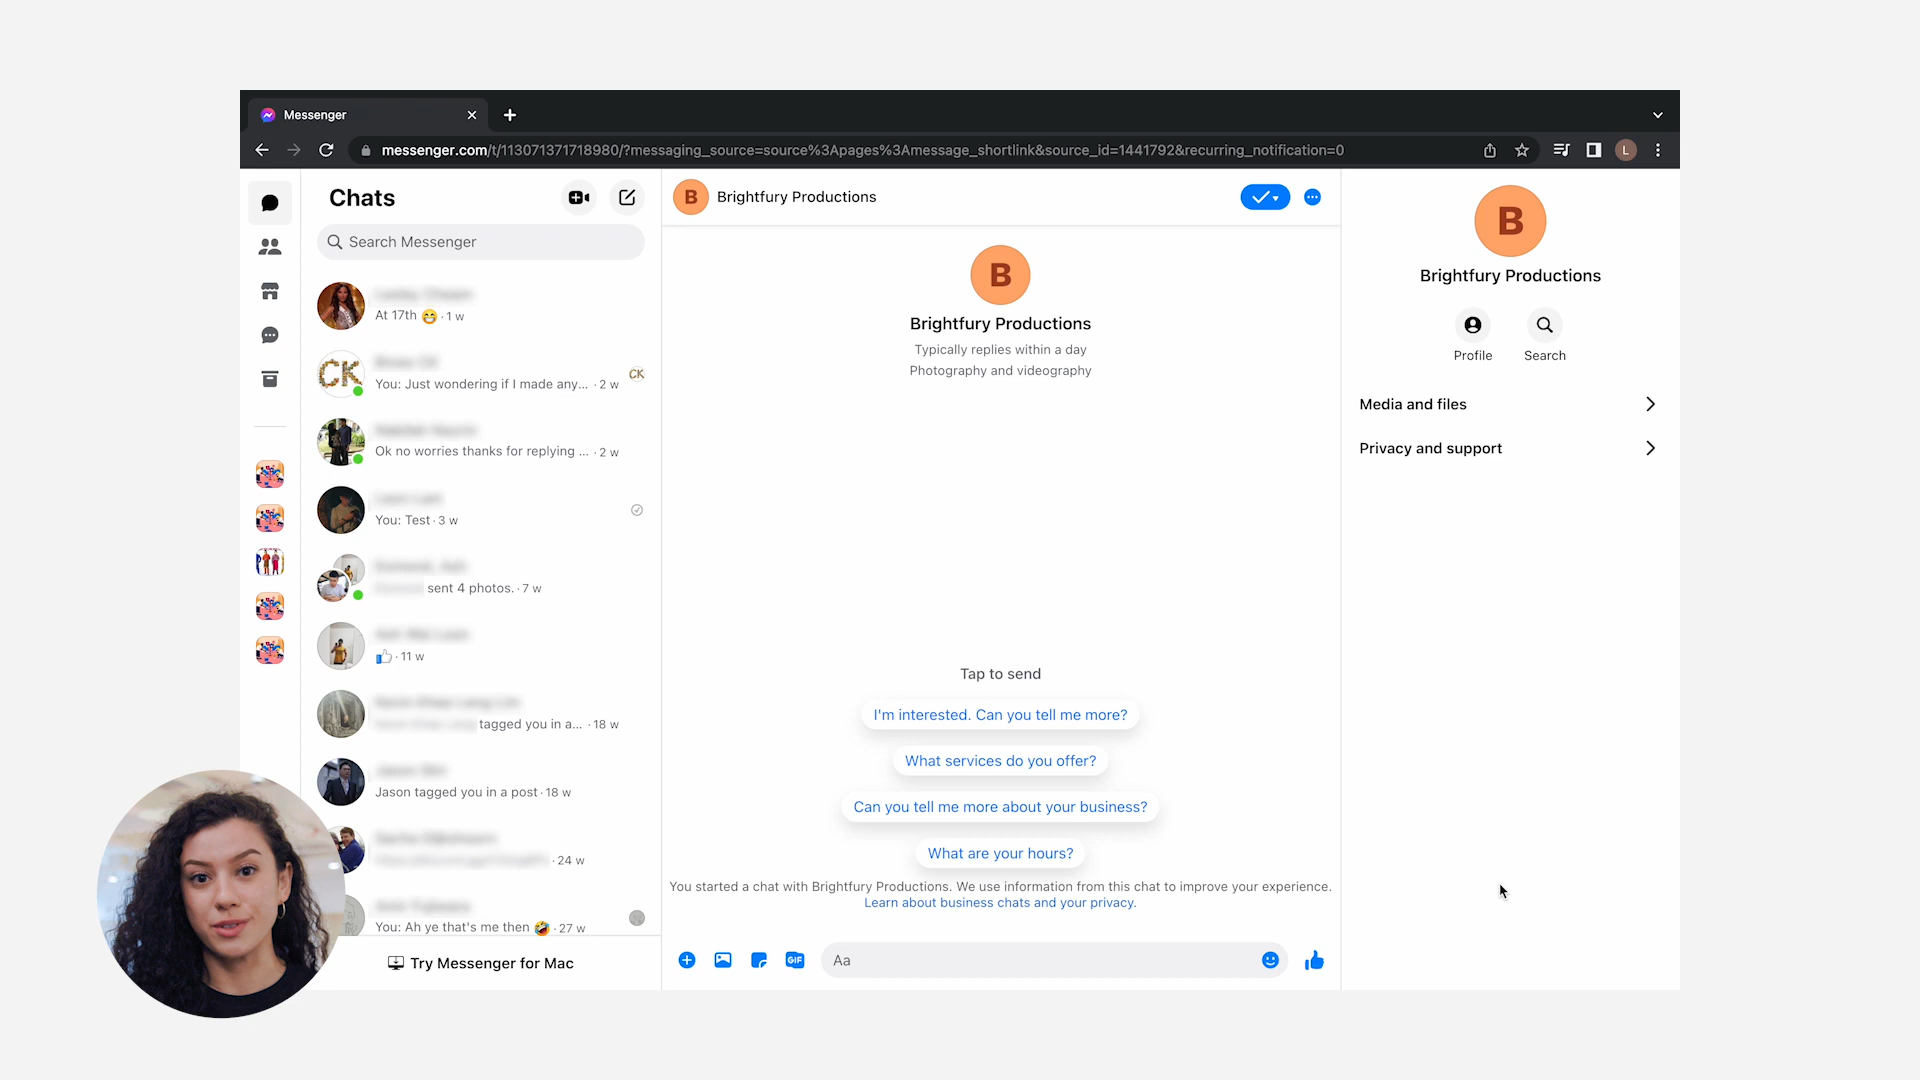 Messenger
messenger.com/t/113071371718980/?messaging_source=source%3Apages%3Amessage_shortlink&source_id=1441792&recurring_notification=0
L
Chats
Search Messenger
At 17th 😁 · 1 w
CK
You: Just wondering if I made any... · 2 w
CK
Ok no worries thanks for replying ... · 2 w
You: Test · 3 w
sent 4 photos. · 7 w
👍 · 11 w
tagged you in a... · 18 w
Jason tagged you in a post · 18 w
· 24 w
You: Ah ye that's me then 🤣 · 27 w
Try Messenger for Mac
B
Brightfury Productions
B
Brightfury Productions
Typically replies within a day
Photography and videography
Tap to send
I'm interested. Can you tell me more?
What services do you offer?
Can you tell me more about your business?
What are your hours?
You started a chat with Brightfury Productions. We use information from this chat to improve your experience.
Learn about business chats and your privacy.
GIF
Aa
B
Brightfury Productions
Profile
Search
Media and files
Privacy and support